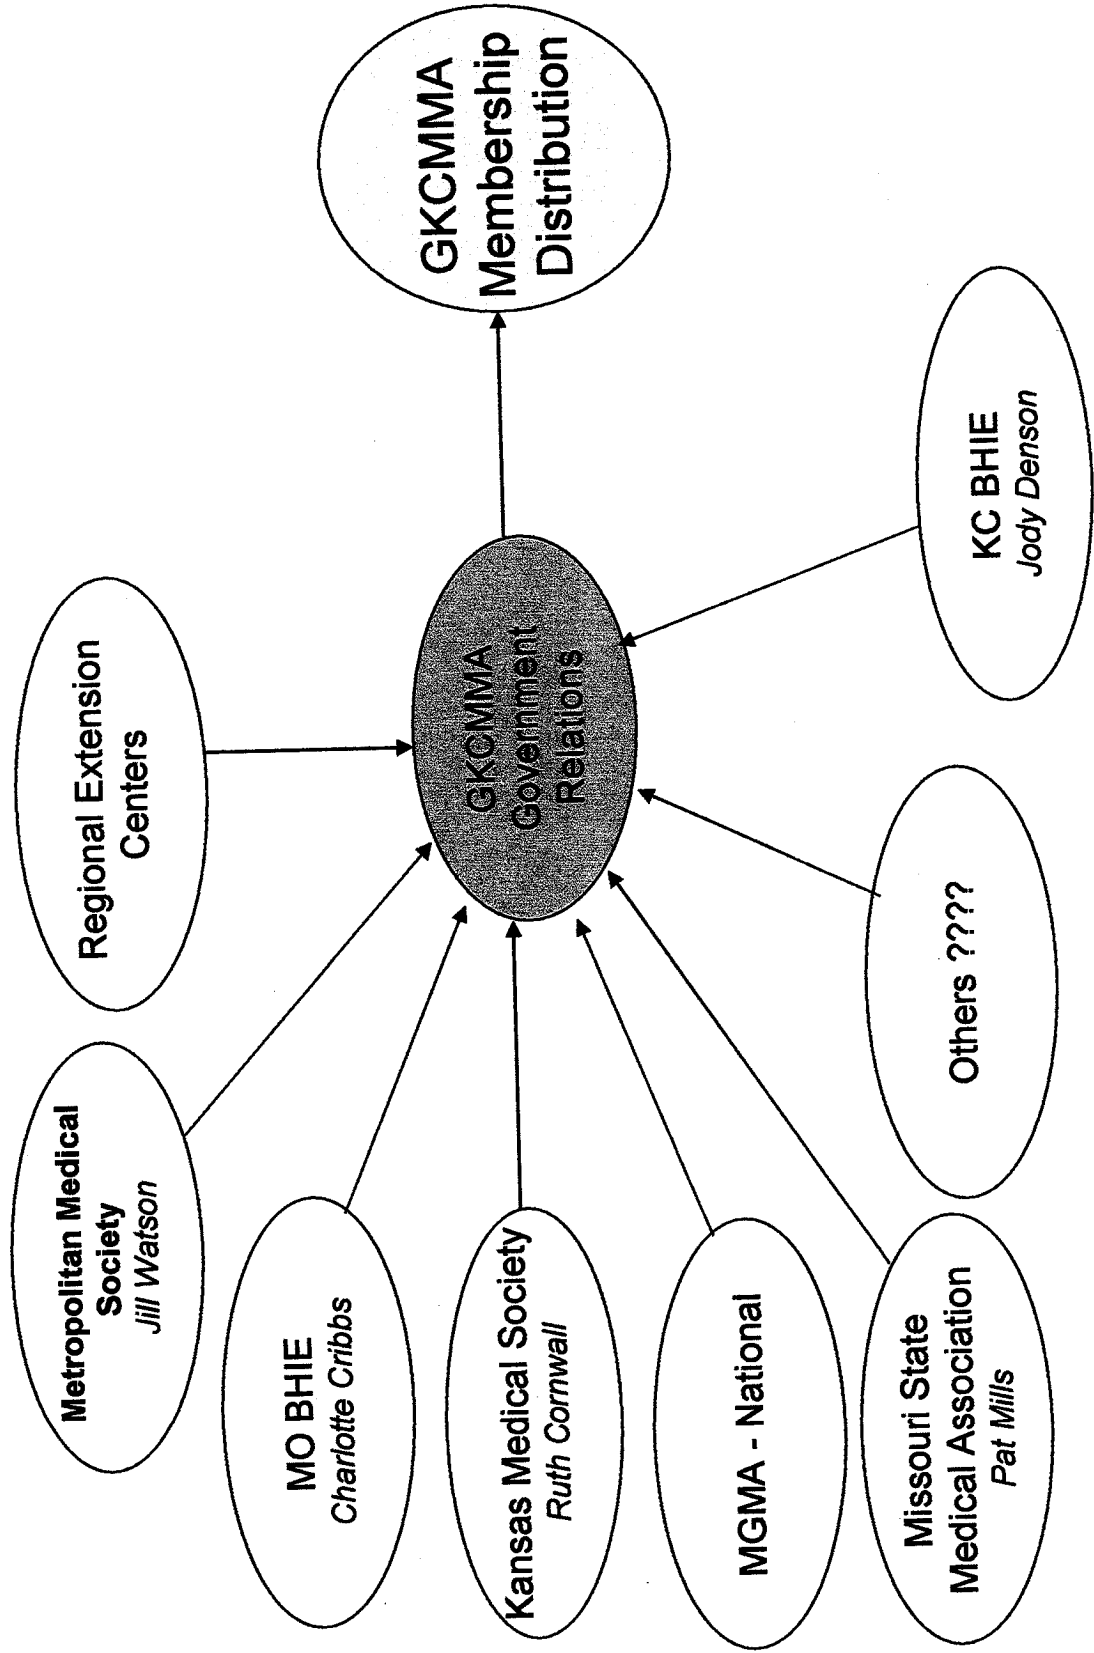 Metropolitan Medical
Society
Jill Watson
Regional Extension
Centers
MO BHIE
Charlotte Cribbs
Kansas Medical Society
Ruth Cornwall
MGMA - National
Missouri State
Medical Association
Pat Mills
Others ????
KC BHIE
Jody Denson
GKCMMA
Government
Relations
GKCMMA
Membership
Distribution